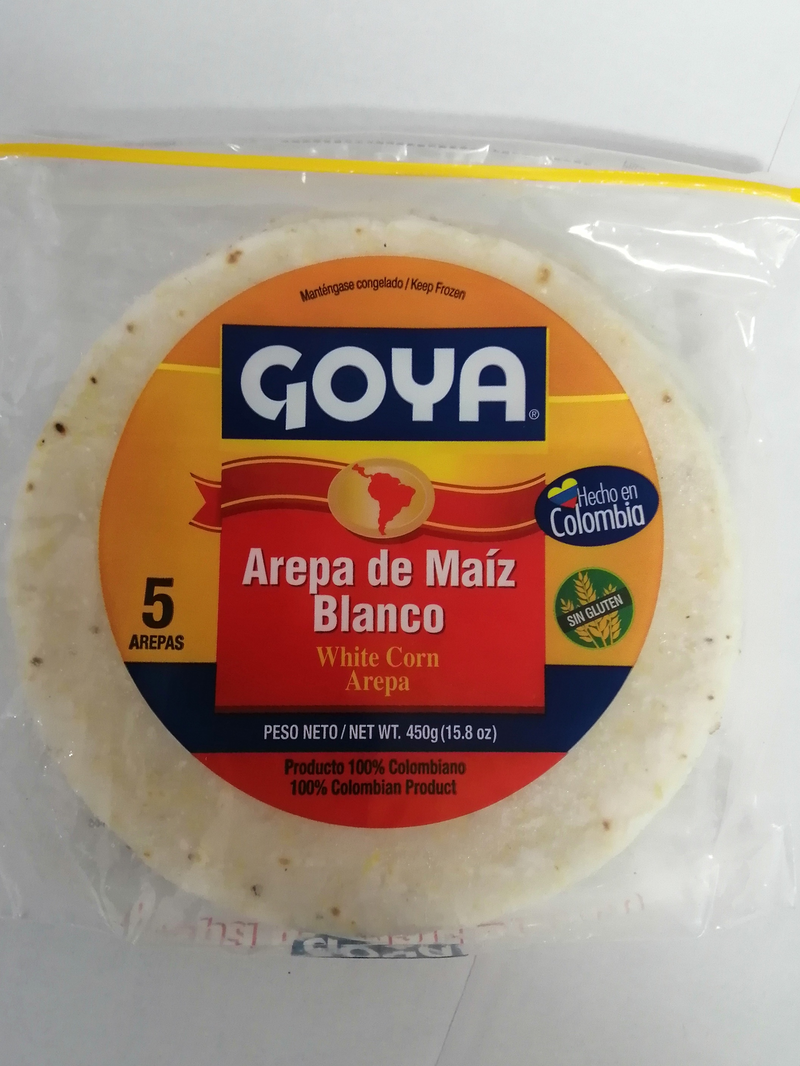 Manténgase congelado / Keep Frozen
GOYA®
Hecho en
Colombia
Arepa de Maíz
Blanco
White Corn
Arepa
5
AREPAS
SIN GLUTEN
PESO NETO / NET WT. 450g (15.8 oz)
Producto 100% Colombiano
100% Colombian Product